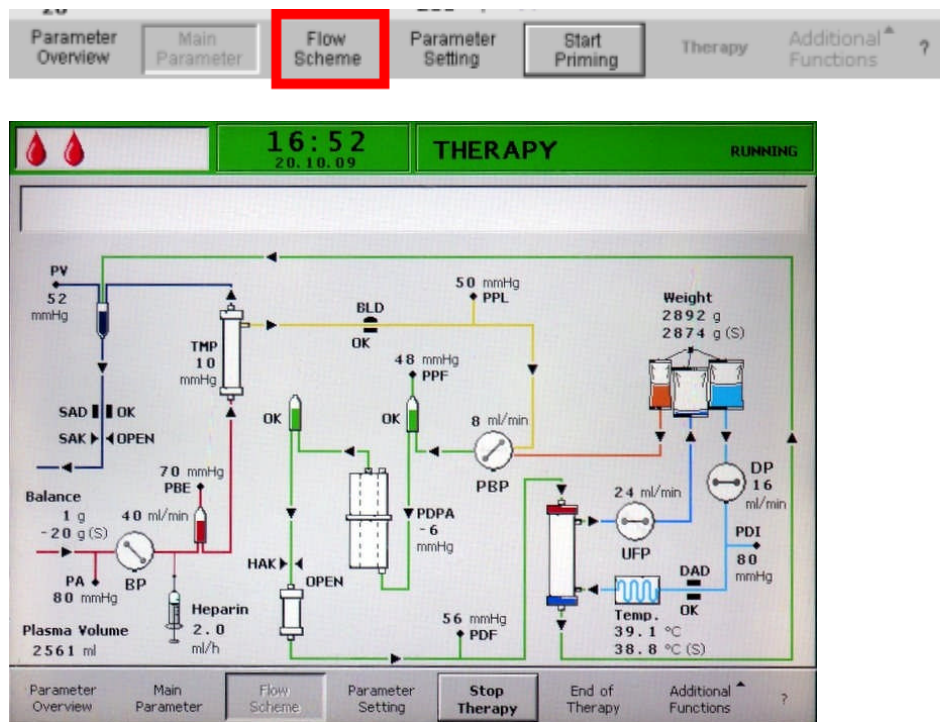 Parameter Overview
Main Parameter
Flow Scheme
Parameter Setting
Start Priming
Therapy
Additional Functions
?
16:52
20.10.09
THERAPY
RUNNING
PV
52
mmHg
50 mmHg
PPL
BLD
OK
Weight
2892 g
2874 g (S)
TMP
10
mmHg
48 mmHg
PPF
SAD OK
SAK OPEN
OK
OK
8 ml/min
PBP
70 mmHg
PBE
DP
16
ml/min
Balance
1 g
-20 g (S)
40 ml/min
PDPA
-6
mmHg
24 ml/min
UFP
PDI
80
mmHg
HAK
OPEN
DAD
OK
PA
80 mmHg
BP
Heparin
2.0
ml/h
56 mmHg
PDF
Temp.
39.1 °C
38.8 °C (S)
Plasma Volume
2561 ml
Parameter Overview
Main Parameter
Flow Scheme
Parameter Setting
Stop Therapy
End of Therapy
Additional Functions
?